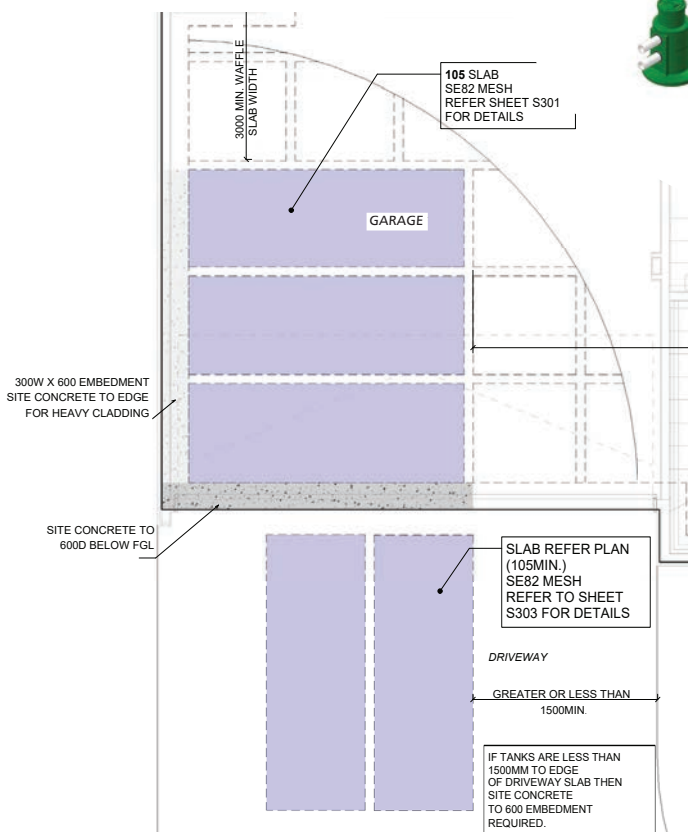 3000 MIN. WAFFLE
SLAB WIDTH
105 SLAB
SE82 MESH
REFER SHEET S301
FOR DETAILS
GARAGE
300W X 600 EMBEDMENT
SITE CONCRETE TO EDGE
FOR HEAVY CLADDING
SITE CONCRETE TO
600D BELOW FGL
SLAB REFER PLAN
(105MIN.)
SE82 MESH
REFER TO SHEET
S303 FOR DETAILS
DRIVEWAY
GREATER OR LESS THAN
1500MIN.
IF TANKS ARE LESS THAN
1500MM TO EDGE
OF DRIVEWAY SLAB THEN
SITE CONCRETE
TO 600 EMBEDMENT
REQUIRED.